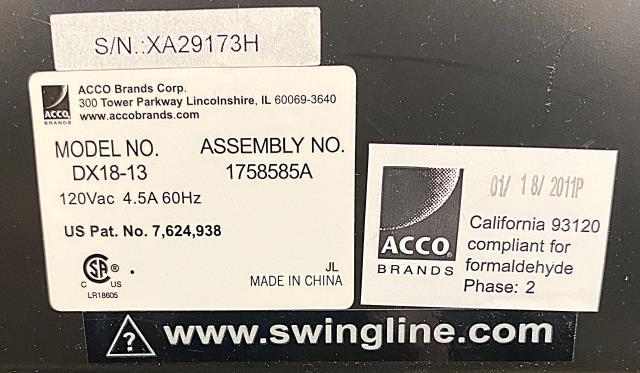 S/N.:XA29173H
ACCO Brands Corp.
300 Tower Parkway Lincolnshire, IL 60069-3640
www.accobrands.com
ACCO
BRANDS
MODEL NO.
DX18-13
ASSEMBLY NO.
1758585A
120Vac 4.5A 60Hz
US Pat. No. 7,624,938
CSA ®
C US
LR18605
JL
MADE IN CHINA
ACCO
BRANDS
01/ 18/ 2011P
California 93120
compliant for
formaldehyde
Phase: 2
? www.swingline.com